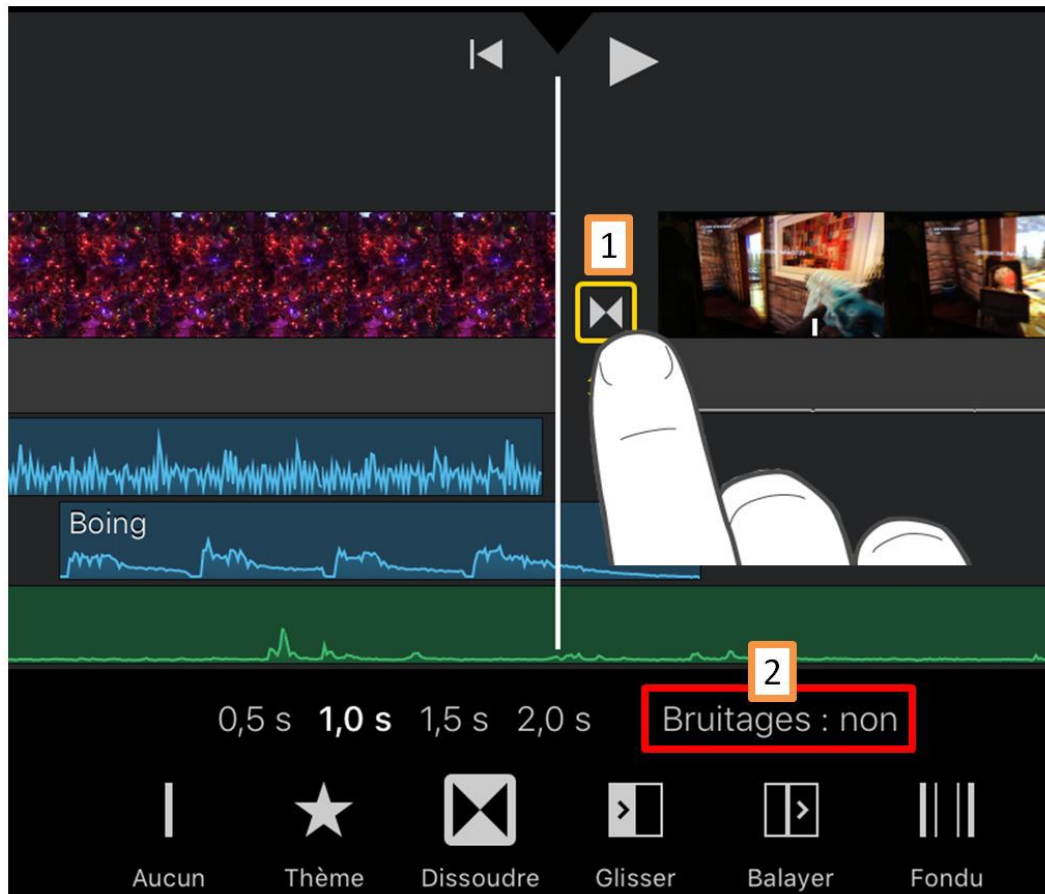 1
Boing
2
0,5 s 1,0 s 1,5 s 2,0 s Bruitages : non
Aucun Thème Dissoudre Glisser Balayer Fondu